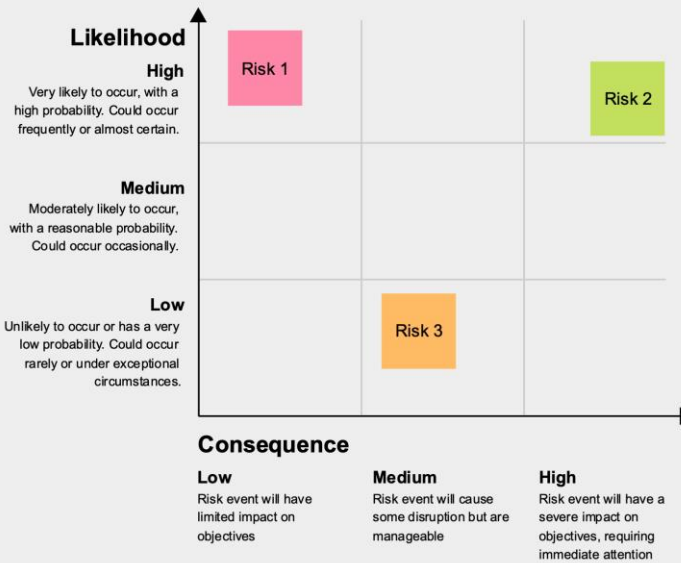 Likelihood
High
Very likely to occur, with a
high probability. Could occur
frequently or almost certain.
Risk 1
Risk 2
Medium
Moderately likely to occur,
with a reasonable probability.
Could occur occasionally.
Low
Unlikely to occur or has a very
low probability. Could occur
rarely or under exceptional
circumstances.
Risk 3
Consequence
Low
Risk event will have
limited impact on
objectives
Medium
Risk event will cause
some disruption but are
manageable
High
Risk event will have a
severe impact on
objectives, requiring
immediate attention